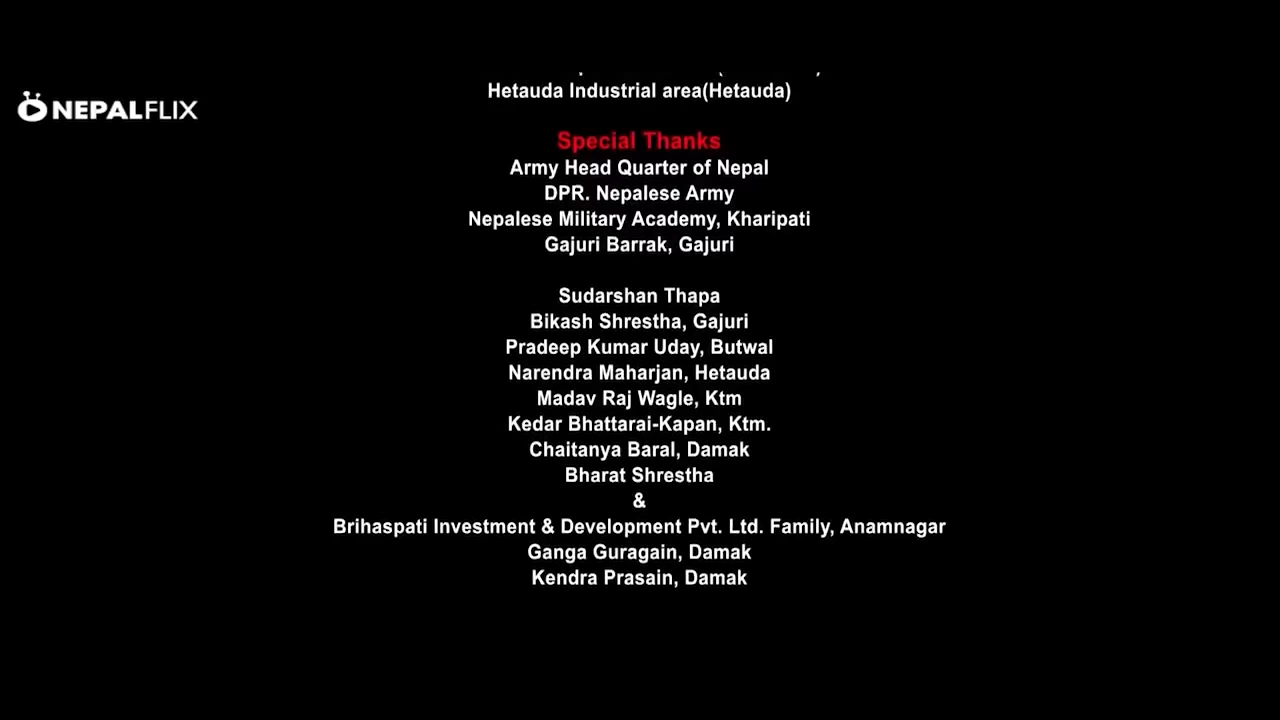 Hetauda Industrial area(Hetauda)
NEPALFLIX
Special Thanks
Army Head Quarter of Nepal
DPR. Nepalese Army
Nepalese Military Academy, Kharipati
Gajuri Barrak, Gajuri
Sudarshan Thapa
Bikash Shrestha, Gajuri
Pradeep Kumar Uday, Butwal
Narendra Maharjan, Hetauda
Madav Raj Wagle, Ktm
Kedar Bhattarai-Kapan, Ktm.
Chaitanya Baral, Damak
Bharat Shrestha
&
Brihaspati Investment & Development Pvt. Ltd. Family, Anamnagar
Ganga Guragain, Damak
Kendra Prasain, Damak